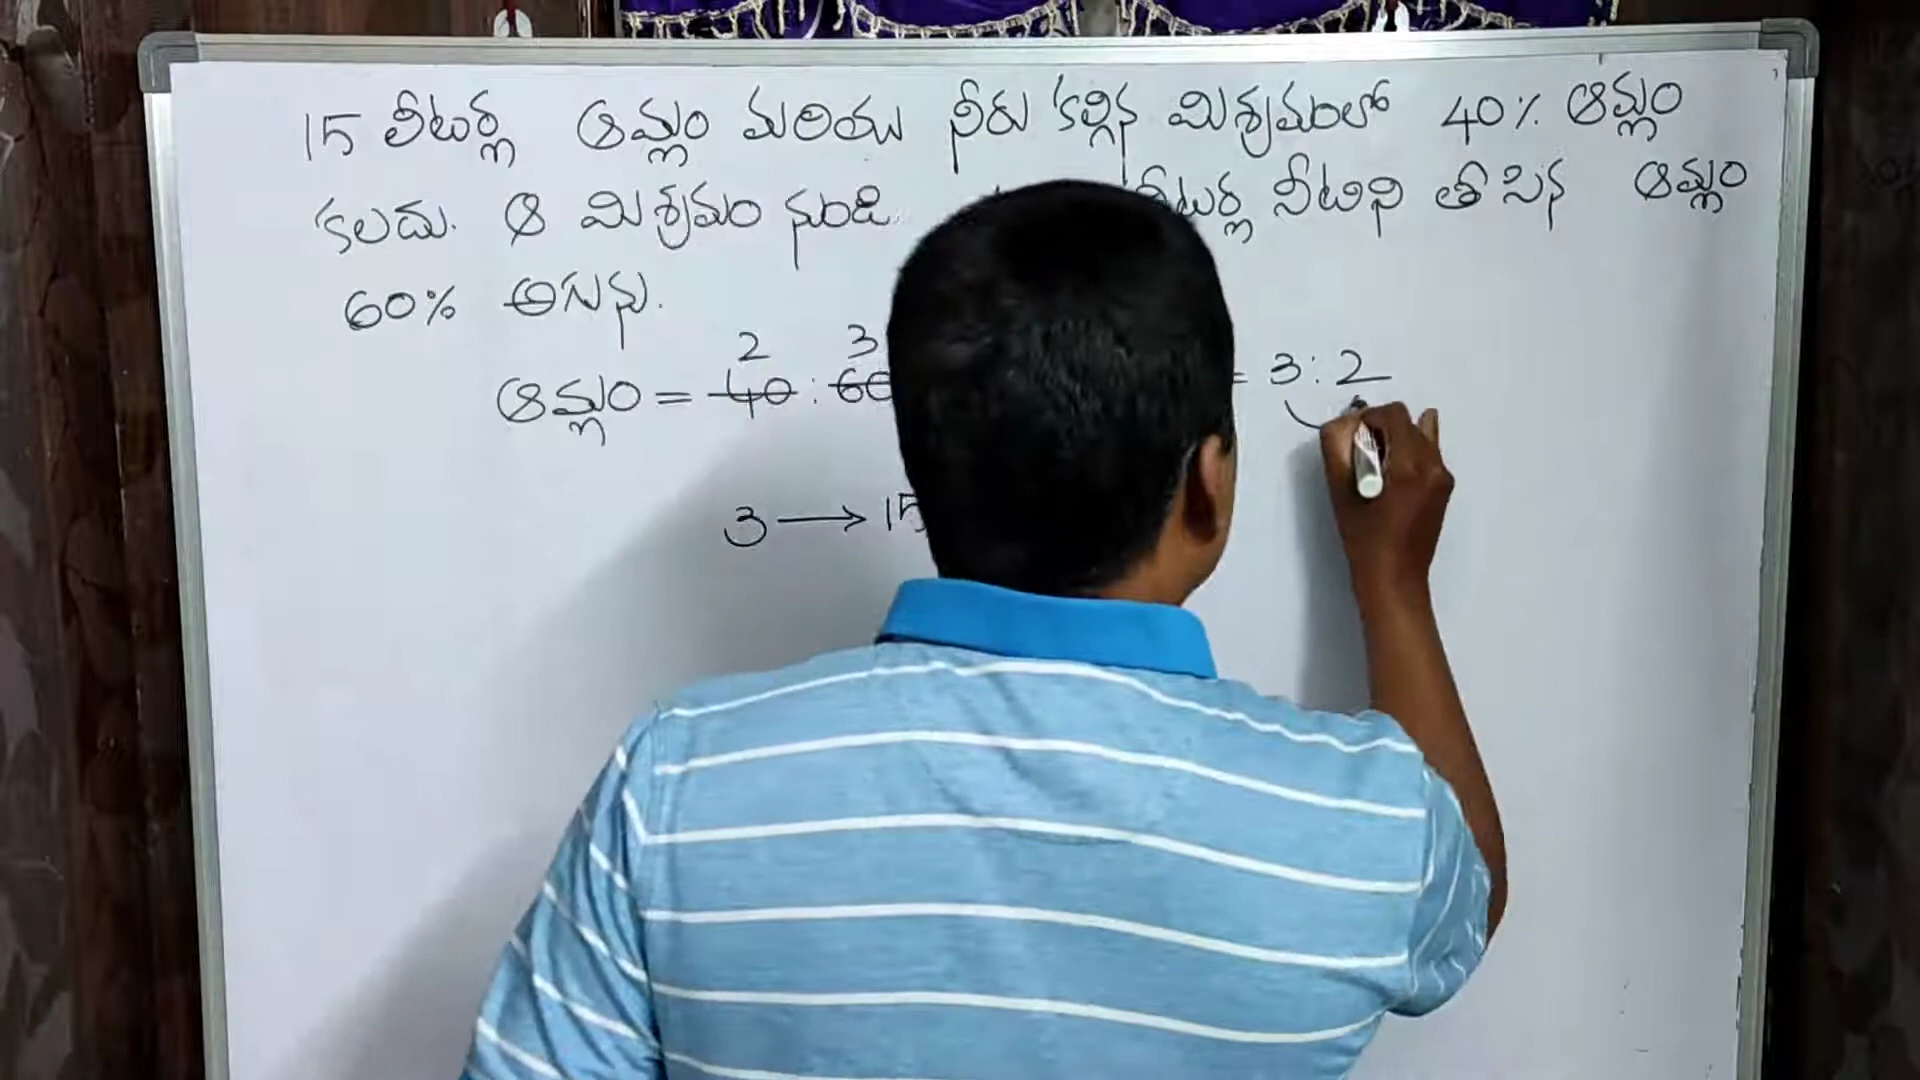 15 లీటర్ల ఆమ్లం మరియు నీరు కల్గిన మిశ్రమంలో 40% ఆమ్లం
కలదు. ఆ మిశ్రమం నుండి లీటర్ల నీటిని తీసిన ఆమ్లం
60% అగును.
2 3
ఆమ్లం = 40 : 60 = 3 : 2
3 → 15